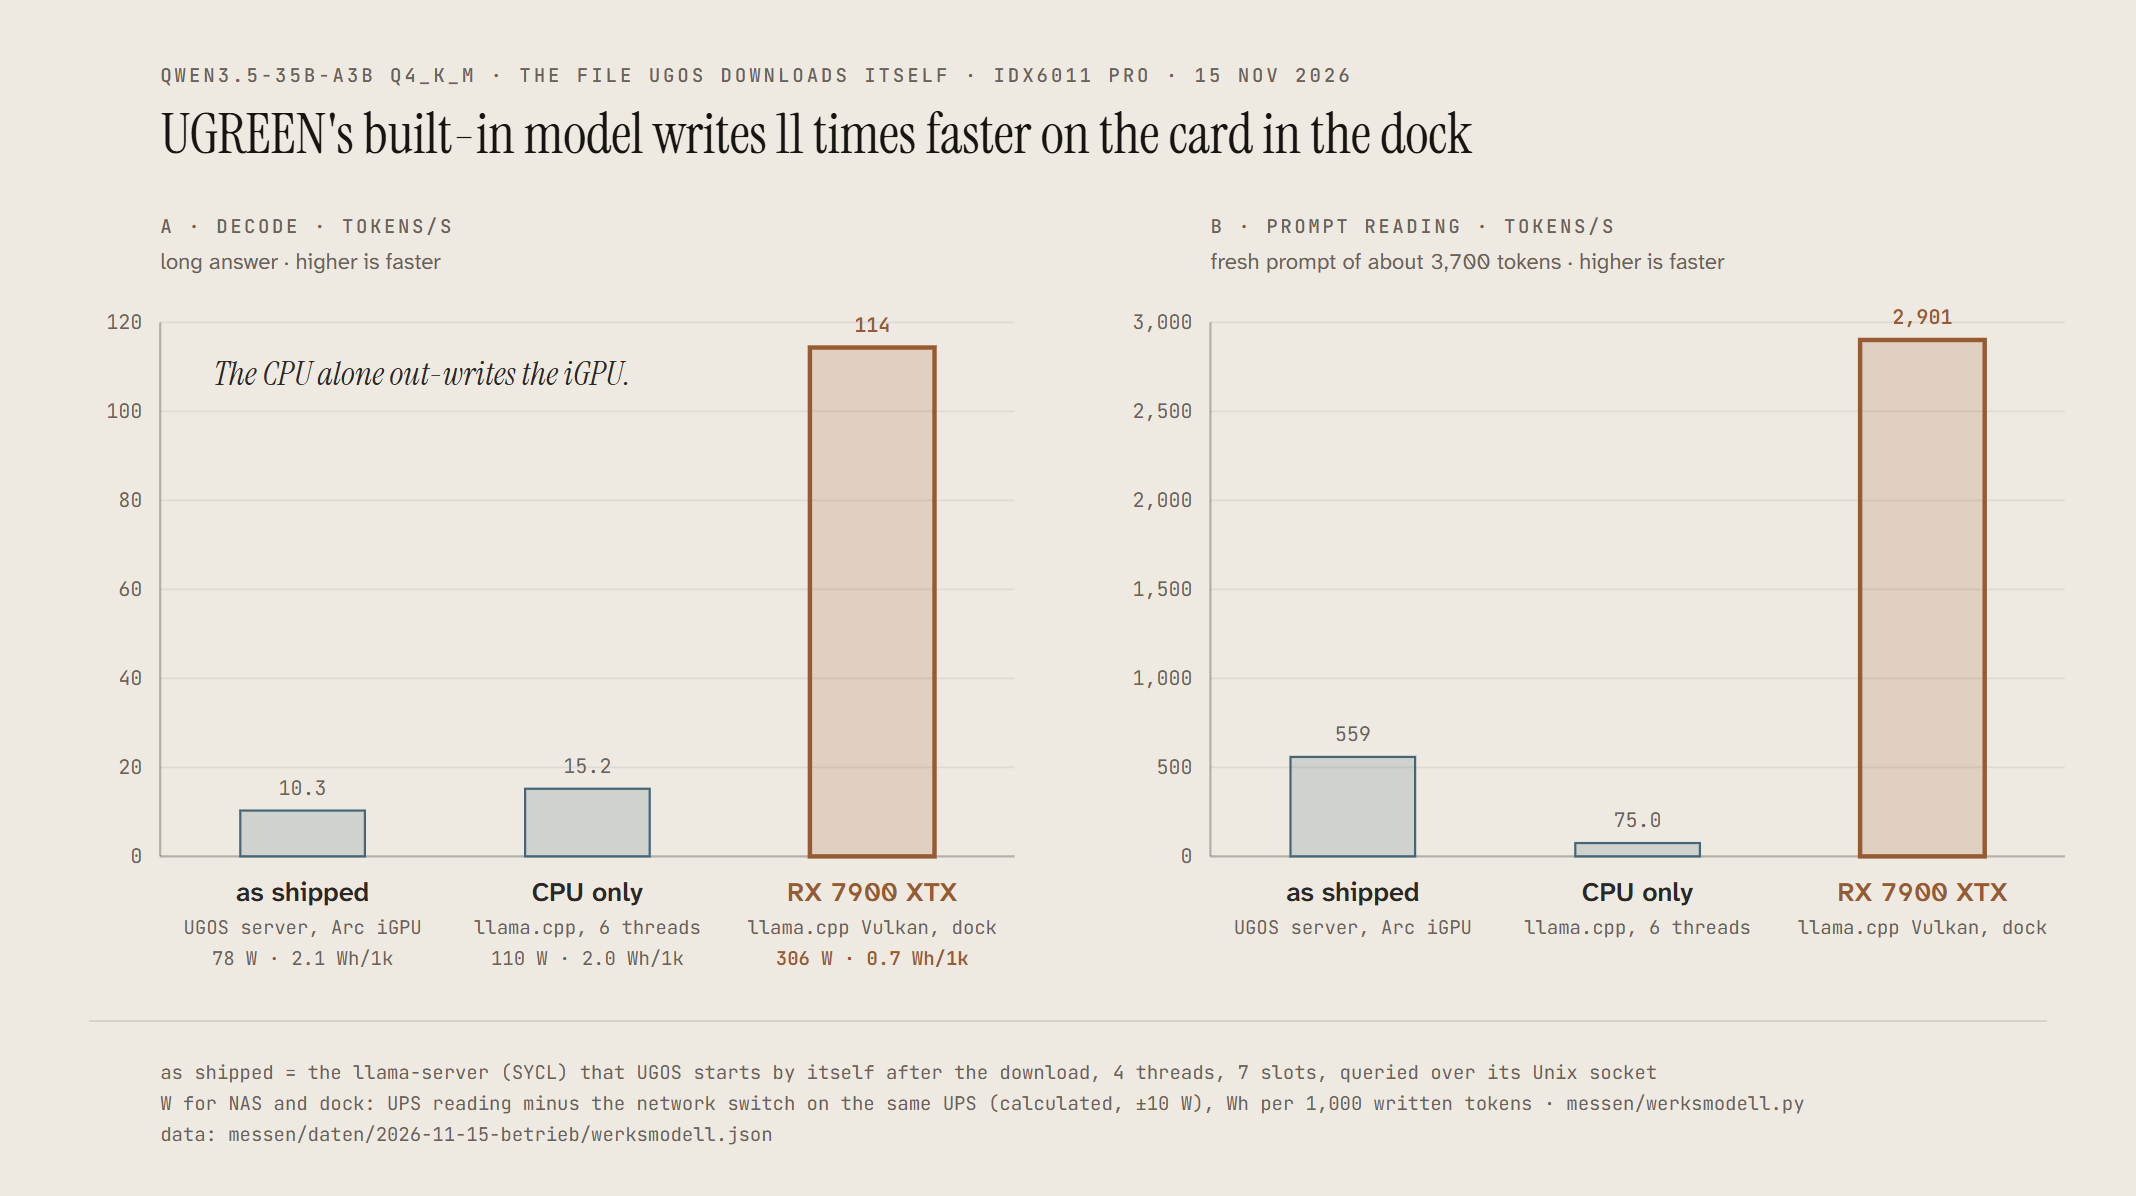 QWEN3.5-35B-A3B Q4_K_M · THE FILE UGOS DOWNLOADS ITSELF · IDX6011 PRO · 15 NOV 2026
UGREEN's built-in model writes 11 times faster on the card in the dock
A · DECODE · TOKENS/S
long answer · higher is faster
120
100
80
60
40
20
0
The CPU alone out-writes the iGPU.
10.3
15.2
114
as shipped
UGOS server, Arc iGPU
78 W · 2.1 Wh/1k
CPU only
llama.cpp, 6 threads
110 W · 2.0 Wh/1k
RX 7900 XTX
llama.cpp Vulkan, dock
306 W · 0.7 Wh/1k
B · PROMPT READING · TOKENS/S
fresh prompt of about 3,700 tokens · higher is faster
3,000
2,500
2,000
1,500
1,000
500
0
559
75.0
2,901
as shipped
UGOS server, Arc iGPU
CPU only
llama.cpp, 6 threads
RX 7900 XTX
llama.cpp Vulkan, dock
as shipped = the llama-server (SYCL) that UGOS starts by itself after the download, 4 threads, 7 slots, queried over its Unix socket
W for NAS and dock: UPS reading minus the network switch on the same UPS (calculated, ±10 W), Wh per 1,000 written tokens · messen/werksmodell.py
data: messen/daten/2026-11-15-betrieb/werksmodell.json